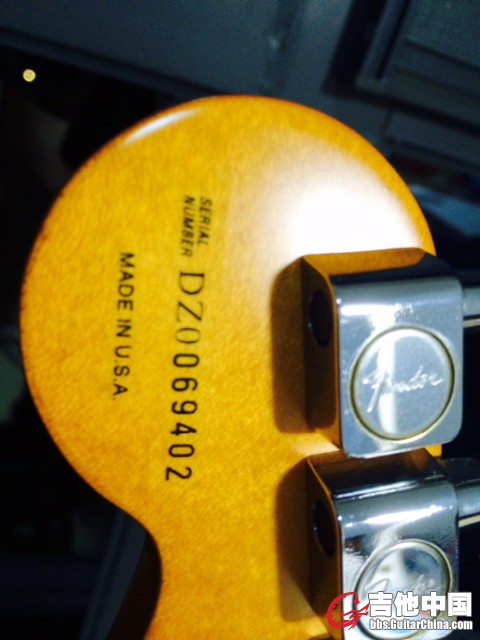 SERIAL
NUMBER
DZ0069402
MADE IN U.S.A.
Fender
Fender
吉他中国
bbs.GuitarChina.com